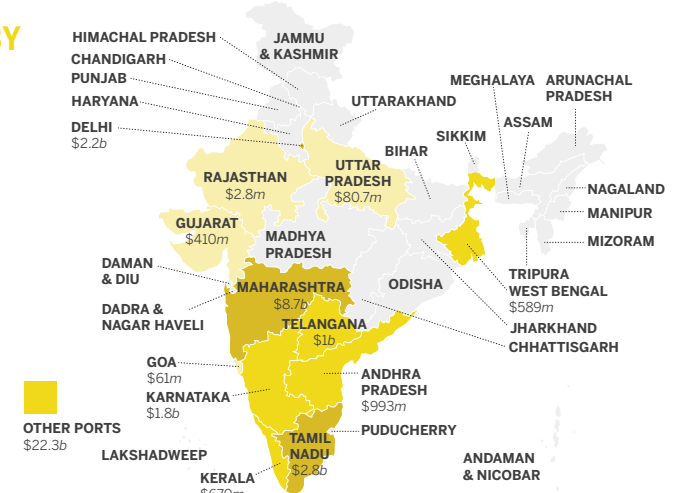 BY
HIMACHAL PRADESH
CHANDIGARH
PUNJAB
HARYANA
DELHI
$2.2b
JAMMU
& KASHMIR
UTTARAKHAND
BIHAR
SIKKIM
MEGHALAYA
ASSAM
ARUNACHAL
PRADESH
NAGALAND
MANIPUR
MIZORAM
TRIPURA
WEST BENGAL
$589m
JHARKHAND
CHHATTISGARH
RAJASTHAN
$2.8m
UTTAR
PRADESH
$80.7m
GUJARAT
$410m
MADHYA
PRADESH
DAMAN
& DIU
DADRA &
NAGAR HAVELI
MAHARASHTRA
$8.7b
ODISHA
TELANGANA
$1b
GOA
$61m
KARNATAKA
$1.8b
ANDHRA
PRADESH
$993m
OTHER PORTS
$22.3b
PUDUCHERRY
TAMIL
NADU
$2.8b
LAKSHADWEEP
KERALA
ANDAMAN
& NICOBAR